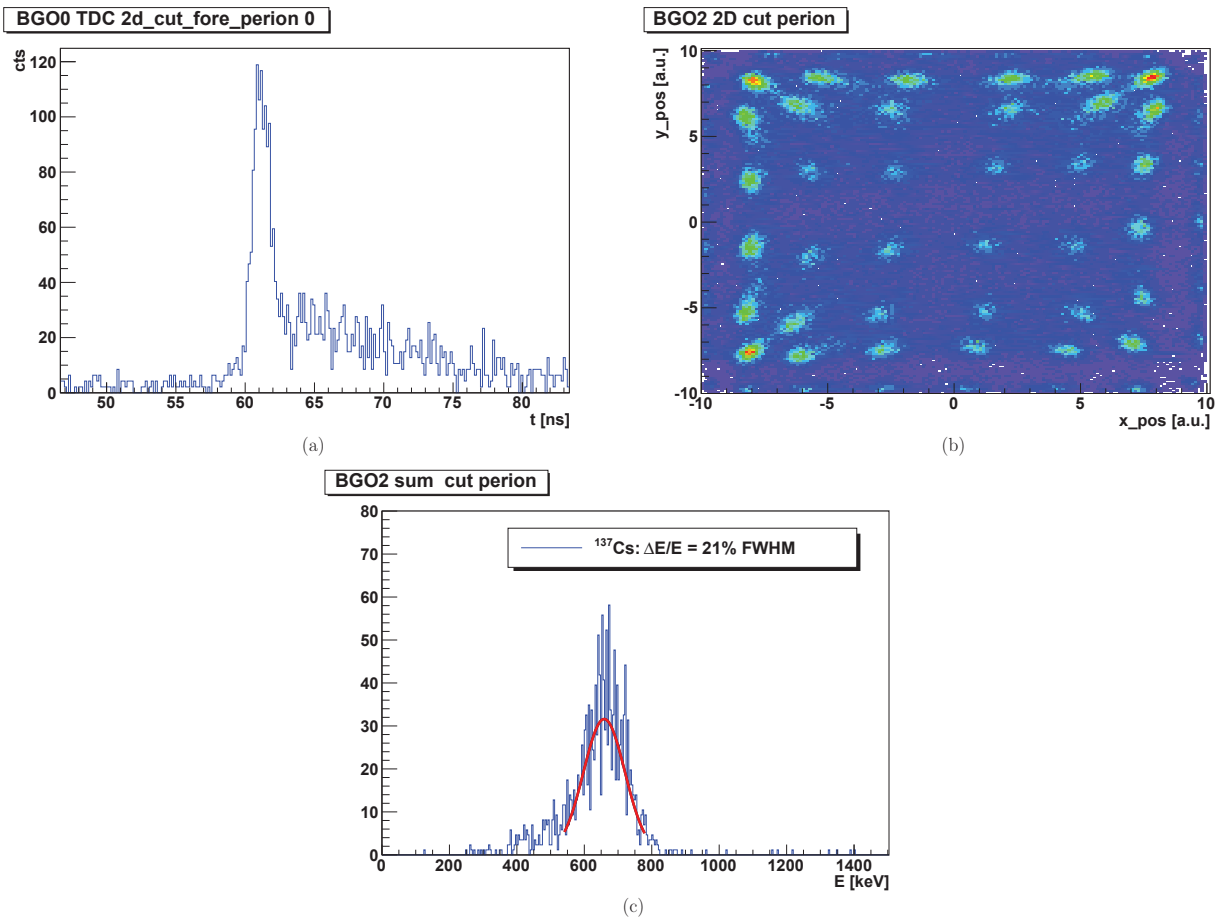 BGO0 TDC 2d_cut_fore_perion 0
cts
120
100
80
60
40
20
0
50 55 60 65 70 75 80
t [ns]
(a)
BGO2 2D cut perion
y_pos [a.u.]
10
5
0
-5
-10
-10 -5 0 5 10
x_pos [a.u.]
(b)
BGO2 sum cut perion
80
70
60
50
40
30
20
10
0
¹³⁷Cs: ΔE/E = 21% FWHM
0 200 400 600 800 1000 1200 1400
E [keV]
(c)